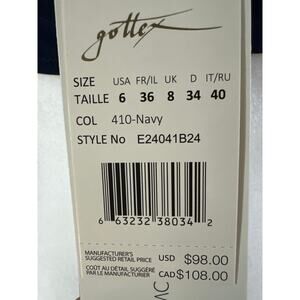 gottex
SIZE USA FR/IL UK D IT/RU
TAILLE 6 36 8 34 40
COL 410-Navy
STYLE No E24041B24
6 63232 38034 2
MANUFACTURER'S
SUGGESTED RETAIL PRICE USD $98.00
COÛT AU DÉTAIL SUGGÉRÉ
PAR LE MANUFACTURIER CAD $108.00